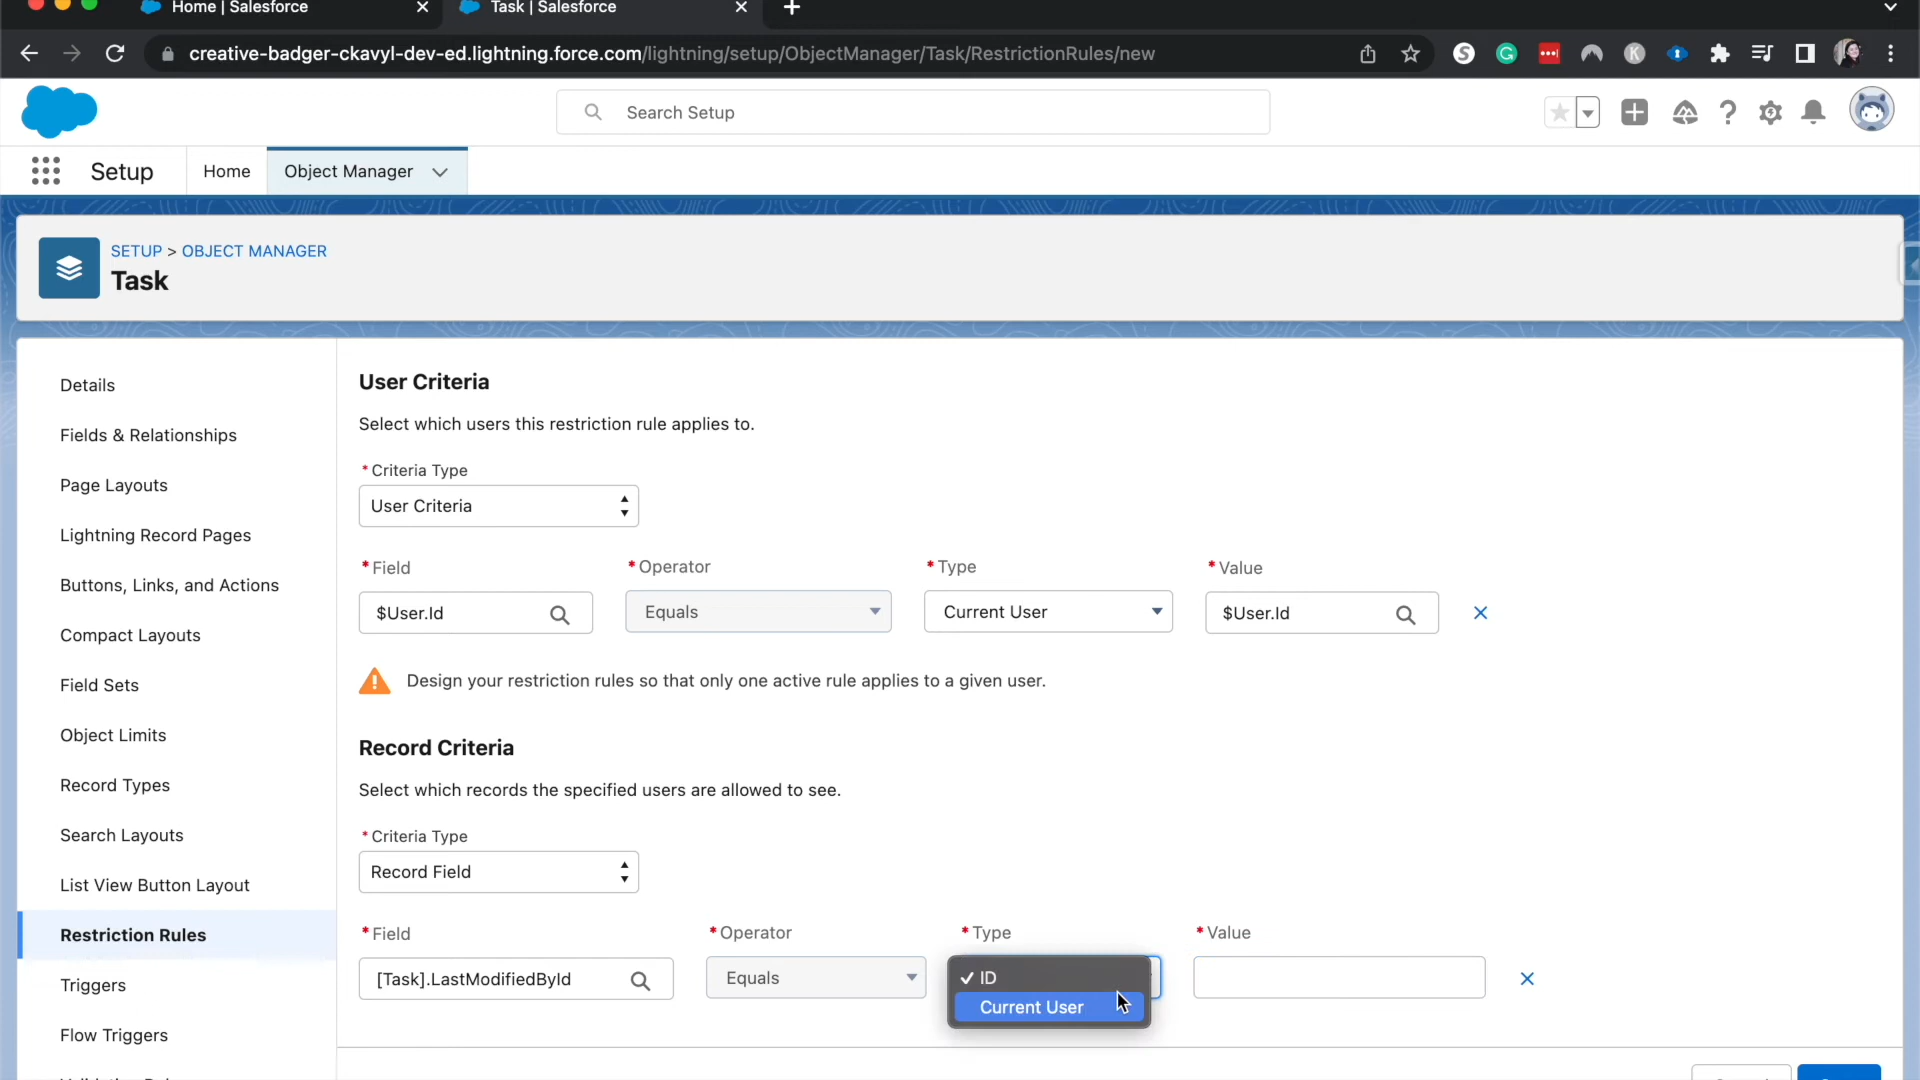 Home | Salesforce
Task | Salesforce
creative-badger-ckavyl-dev-ed.lightning.force.com/lightning/setup/ObjectManager/Task/RestrictionRules/new
Search Setup
Setup
Home
Object Manager
SETUP > OBJECT MANAGER
Task
Details
Fields & Relationships
Page Layouts
Lightning Record Pages
Buttons, Links, and Actions
Compact Layouts
Field Sets
Object Limits
Record Types
Search Layouts
List View Button Layout
Restriction Rules
Triggers
Flow Triggers
User Criteria
Select which users this restriction rule applies to.
* Criteria Type
User Criteria
* Field * Operator * Type * Value
$User.Id Equals Current User $User.Id
Design your restriction rules so that only one active rule applies to a given user.
Record Criteria
Select which records the specified users are allowed to see.
* Criteria Type
Record Field
* Field * Operator * Type * Value
[Task].LastModifiedById Equals ✓ ID
Current User